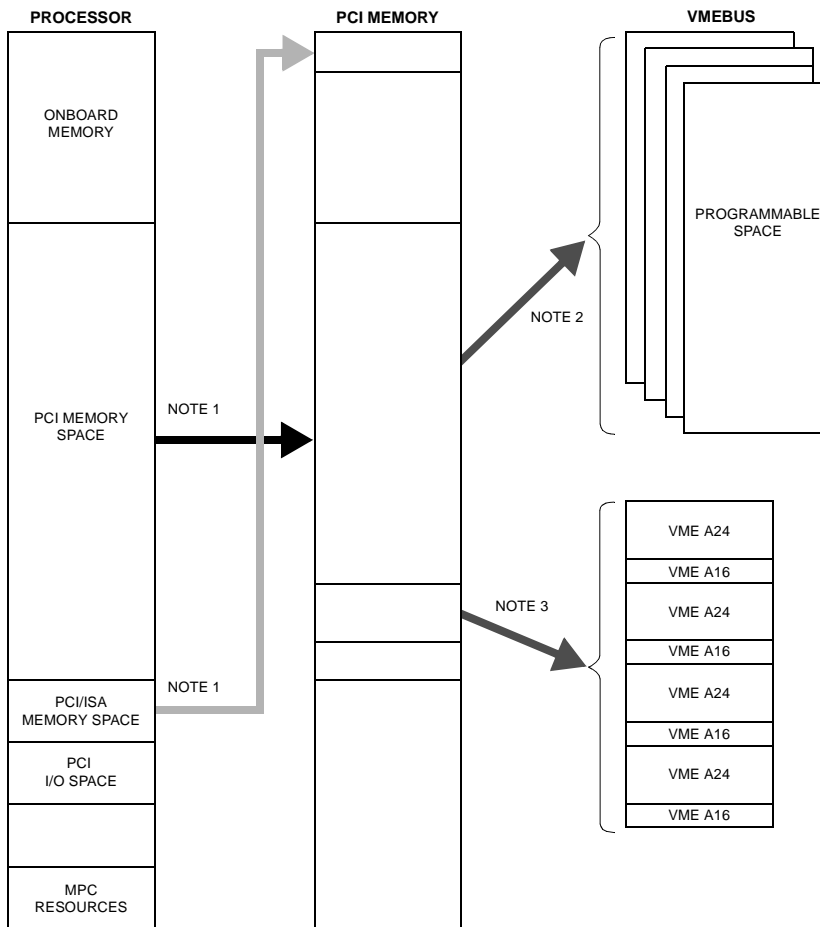 PROCESSOR
PCI MEMORY
VMEBUS
ONBOARD
MEMORY
PROGRAMMABLE
SPACE
NOTE 2
NOTE 1
PCI MEMORY
SPACE
VME A24
VME A16
NOTE 3
VME A24
VME A16
VME A24
VME A16
VME A24
VME A16
NOTE 1
PCI/ISA
MEMORY SPACE
PCI
I/O SPACE
MPC
RESOURCES